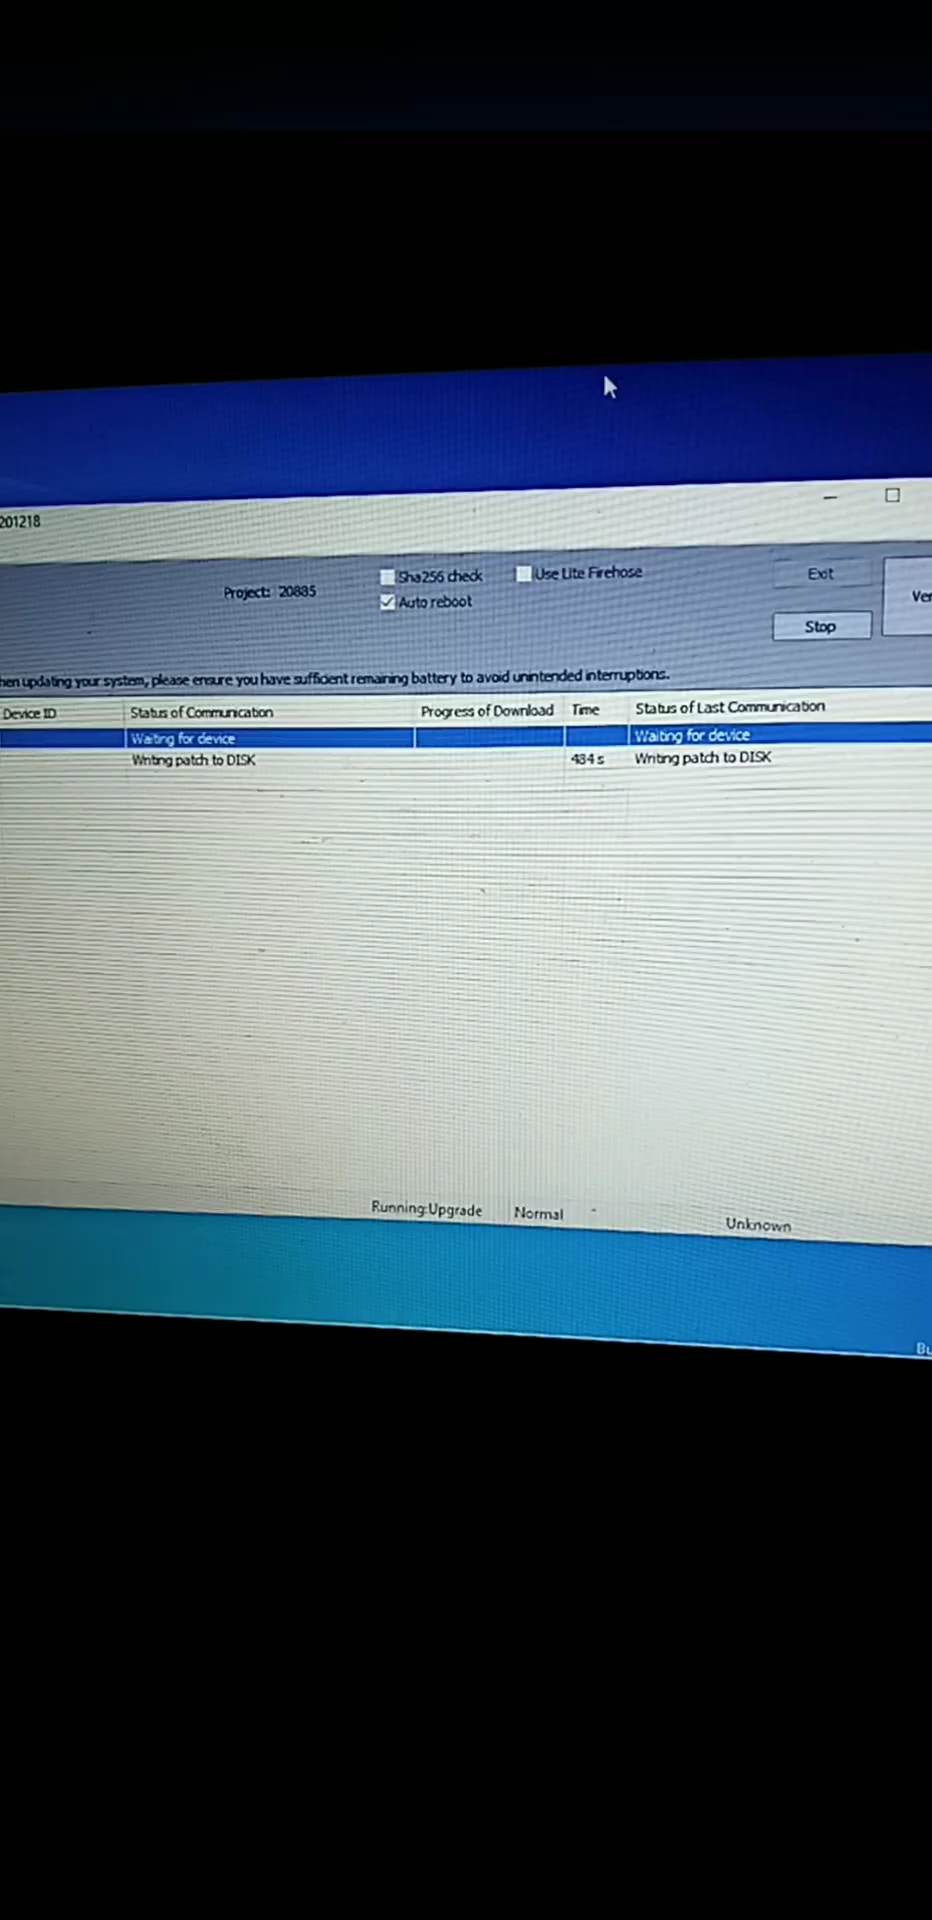 201218
Project: 20885
Sha256 check
Use Lite Firehose
Auto reboot
Exit
Stop
hen updating your system, please ensure you have sufficient remaining battery to avoid unintended interruptions.
Device ID Status of Communication Progress of Download Time Status of Last Communication
Waiting for device Waiting for device
Writing patch to DISK 484 s Writing patch to DISK
Running:Upgrade Normal Unknown